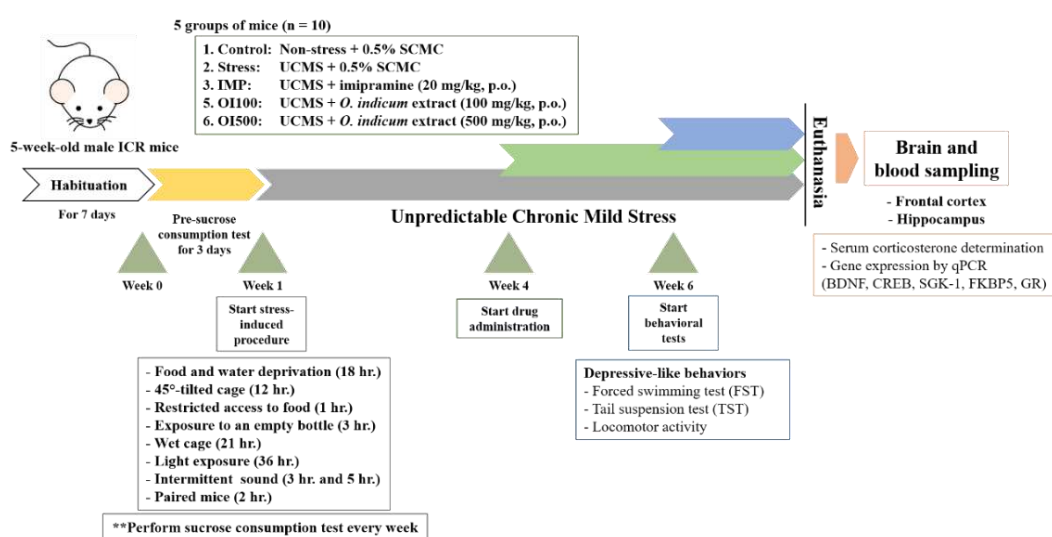 5 groups of mice (n = 10)
1. Control: Non-stress + 0.5% SCMC
2. Stress: UCMS + 0.5% SCMC
3. IMP: UCMS + imipramine (20 mg/kg, p.o.)
5. OI100: UCMS + O. indicum extract (100 mg/kg, p.o.)
6. OI500: UCMS + O. indicum extract (500 mg/kg, p.o.)
5-week-old male ICR mice
Habituation
For 7 days
Pre-sucrose
consumption test
for 3 days
Unpredictable Chronic Mild Stress
Euthanasia
Brain and
blood sampling
- Frontal cortex
- Hippocampus
- Serum corticosterone determination
- Gene expression by qPCR
(BDNF, CREB, SGK-1, FKBP5, GR)
Week 0
Week 1
Week 4
Week 6
Start stress-
induced
procedure
Start drug
administration
Start
behavioral
tests
- Food and water deprivation (18 hr.)
- 45°-tilted cage (12 hr.)
- Restricted access to food (1 hr.)
- Exposure to an empty bottle (3 hr.)
- Wet cage (21 hr.)
- Light exposure (36 hr.)
- Intermittent sound (3 hr. and 5 hr.)
- Paired mice (2 hr.)
Depressive-like behaviors
- Forced swimming test (FST)
- Tail suspension test (TST)
- Locomotor activity
**Perform sucrose consumption test every week